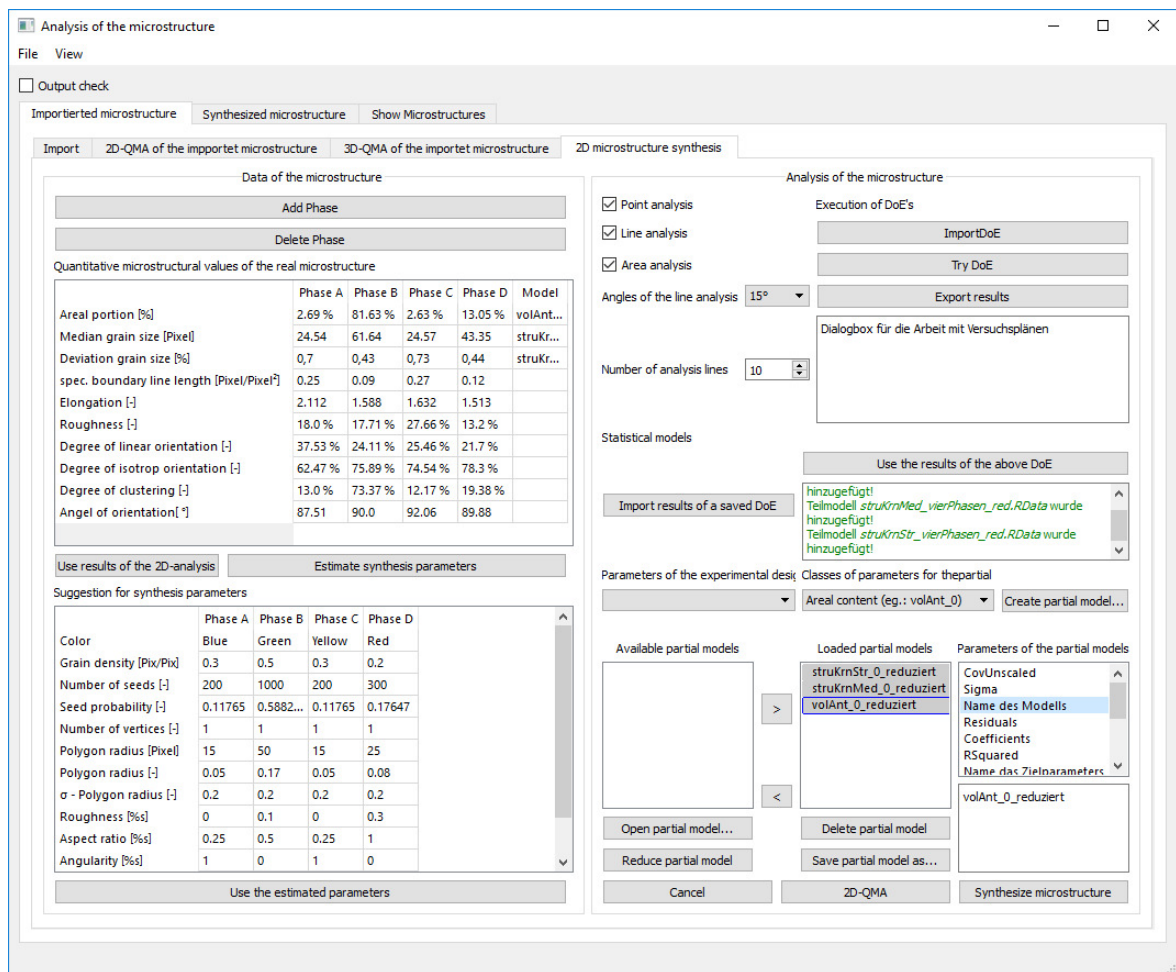 Analysis of the microstructure
File View
Output check
Importierted microstructure Synthesized microstructure Show Microstructures
Import 2D-QMA of the impportet microstructure 3D-QMA of the importet microstructure 2D microstructure synthesis
Data of the microstructure
Add Phase
Delete Phase
Quantitative microstructural values of the real microstructure
Phase A Phase B Phase C Phase D Model
Areal portion [%] 2.69 % 81.63 % 2.63 % 13.05 % volAnt...
Median grain size [Pixel] 24.54 61.64 24.57 43.35 struKr...
Deviation grain size [%] 0,7 0,43 0,73 0,44 struKr...
spec. boundary line length [Pixel/Pixel²] 0.25 0.09 0.27 0.12
Elongation [-] 2.112 1.588 1.632 1.513
Roughness [-] 18.0 % 17.71 % 27.66 % 13.2 %
Degree of linear orientation [-] 37.53 % 24.11 % 25.46 % 21.7 %
Degree of isotrop orientation [-] 62.47 % 75.89 % 74.54 % 78.3 %
Degree of clustering [-] 13.0 % 73.37 % 12.17 % 19.38 %
Angel of orientation[ °] 87.51 90.0 92.06 89.88
Use results of the 2D-analysis Estimate synthesis parameters
Suggestion for synthesis parameters
Phase A Phase B Phase C Phase D
Color Blue Green Yellow Red
Grain density [Pix/Pix] 0.3 0.5 0.3 0.2
Number of seeds [-] 200 1000 200 300
Seed probability [-] 0.11765 0.5882... 0.11765 0.17647
Number of vertices [-] 1 1 1 1
Polygon radius [Pixel] 15 50 15 25
Polygon radius [-] 0.05 0.17 0.05 0.08
σ - Polygon radius [-] 0.2 0.2 0.2 0.2
Roughness [%s] 0 0.1 0 0.3
Aspect ratio [%s] 0.25 0.5 0.25 1
Angularity [%s] 1 0 1 0
Use the estimated parameters
Analysis of the microstructure
Point analysis Execution of DoE's
Line analysis ImportDoE
Area analysis Try DoE
Angles of the line analysis 15° Export results
Dialogbox für die Arbeit mit Versuchsplänen
Number of analysis lines 10
Statistical models
Use the results of the above DoE
Import results of a saved DoE
hinzugefügt!
Teilmodell struKrnMed_vierPhasen_red.RData wurde
hinzugefügt!
Teilmodell struKrnStr_vierPhasen_red.RData wurde
hinzugefügt!
Parameters of the experimental desig Classes of parameters for thepartial
Areal content (eg.: volAnt_0) Create partial model...
Available partial models Loaded partial models Parameters of the partial models
struKrnStr_0_reduziert
struKrnMed_0_reduziert
volAnt_0_reduziert
CovUnscaled
Sigma
Name des Modells
Residuals
Coefficients
RSquared
Name das Zielparameters
>
<
volAnt_0_reduziert
Open partial model... Delete partial model
Reduce partial model Save partial model as...
Cancel 2D-QMA Synthesize microstructure